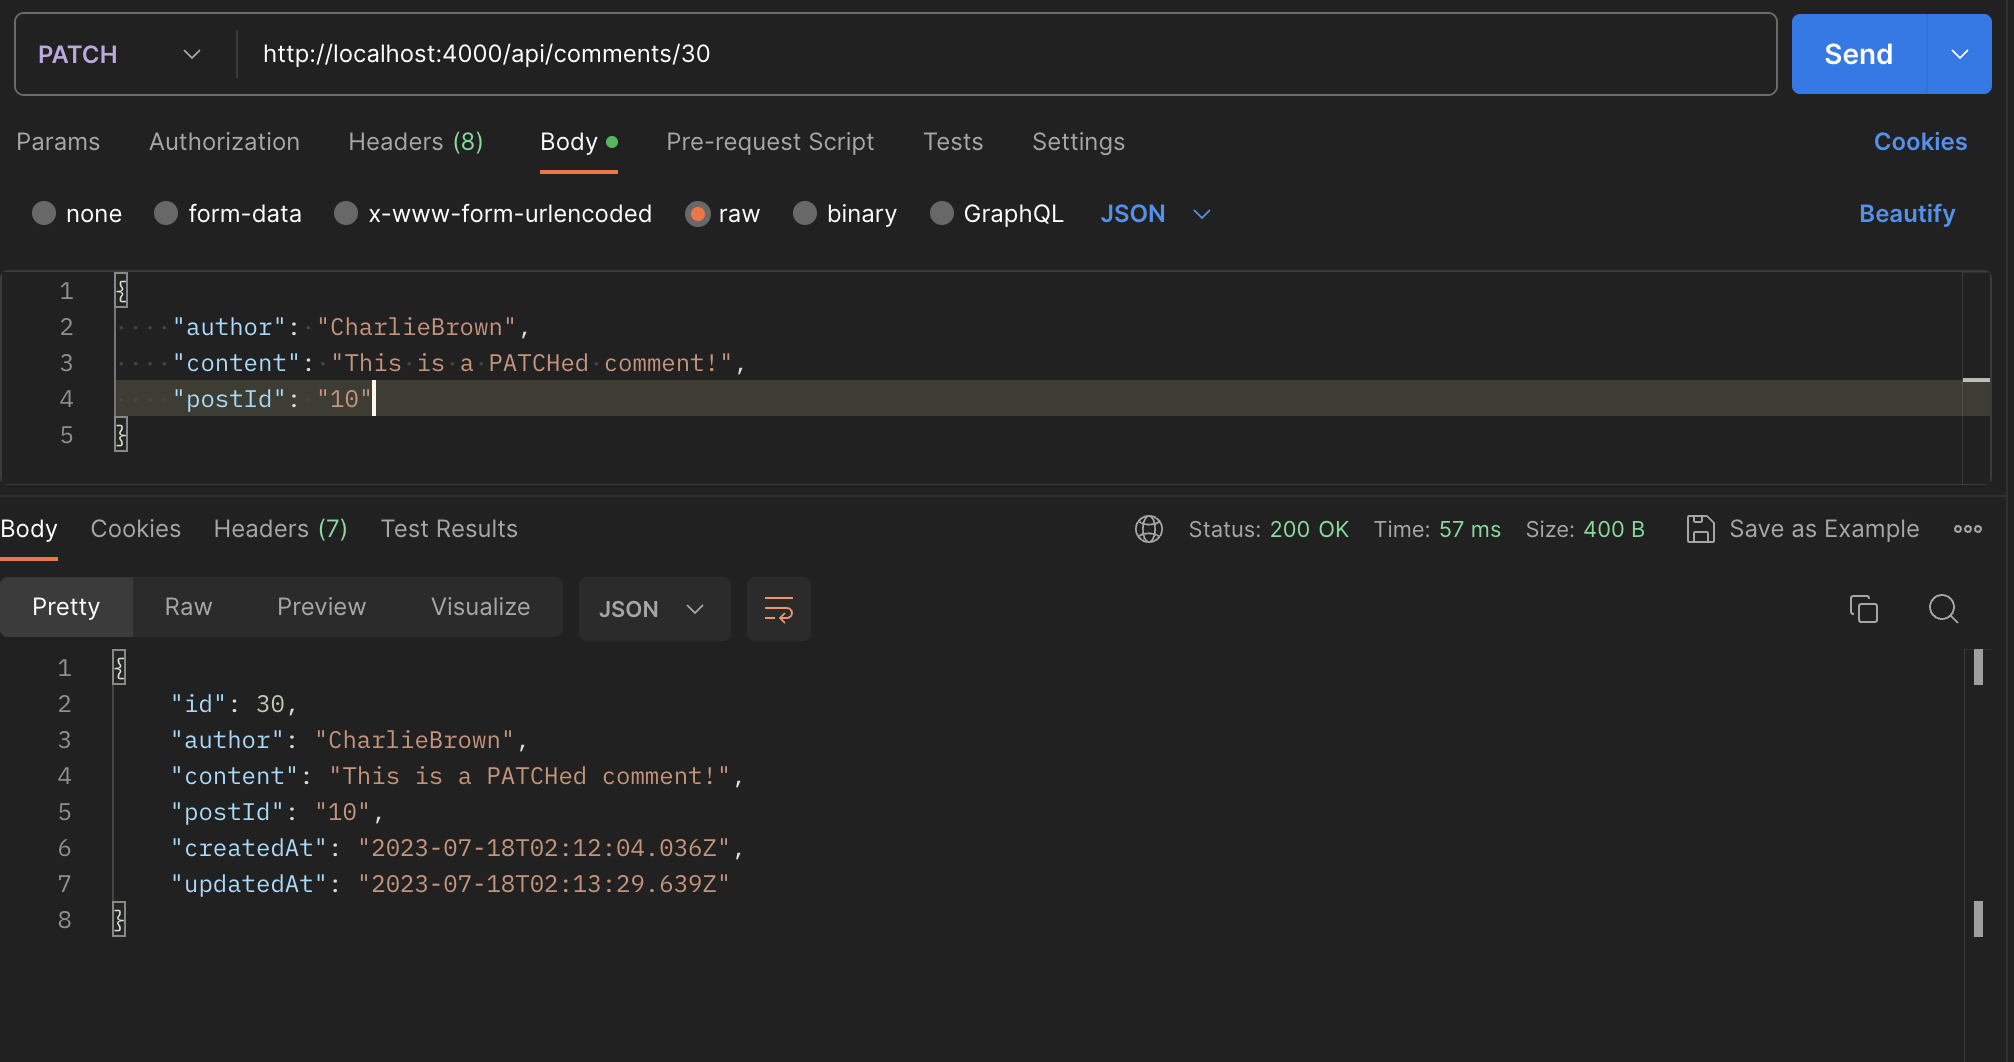 PATCH http://localhost:4000/api/comments/30 Send
Params Authorization Headers (8) Body Pre-request Script Tests Settings Cookies
none form-data x-www-form-urlencoded raw binary GraphQL JSON Beautify
1 {
2 "author": "CharlieBrown",
3 "content": "This is a PATCHed comment!",
4 "postId": "10"
5 }
Body Cookies Headers (7) Test Results Status: 200 OK Time: 57 ms Size: 400 B Save as Example
Pretty Raw Preview Visualize JSON
1 {
2 "id": 30,
3 "author": "CharlieBrown",
4 "content": "This is a PATCHed comment!",
5 "postId": "10",
6 "createdAt": "2023-07-18T02:12:04.036Z",
7 "updatedAt": "2023-07-18T02:13:29.639Z"
8 }